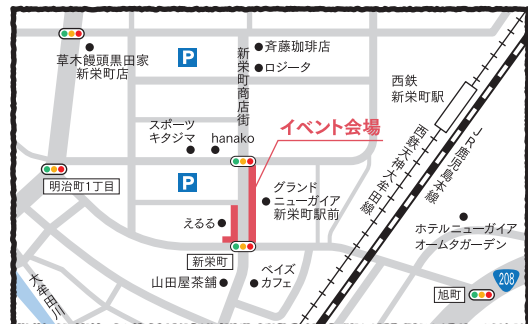 草木饅頭黒田家
新栄町店
P
新栄町商店街
斉藤珈琲店
ロジータ
西鉄
新栄町駅
スポーツ
キタジマ
hanako
イベント会場
西鉄天神大牟田線
JR鹿児島本線
明治町1丁目
P
えるる
グランド
ニューガイア
新栄町駅前
ホテルニューガイア
オームタガーデン
新栄町
山田屋茶舗
ベイズ
カフェ
大牟田川
旭町
208